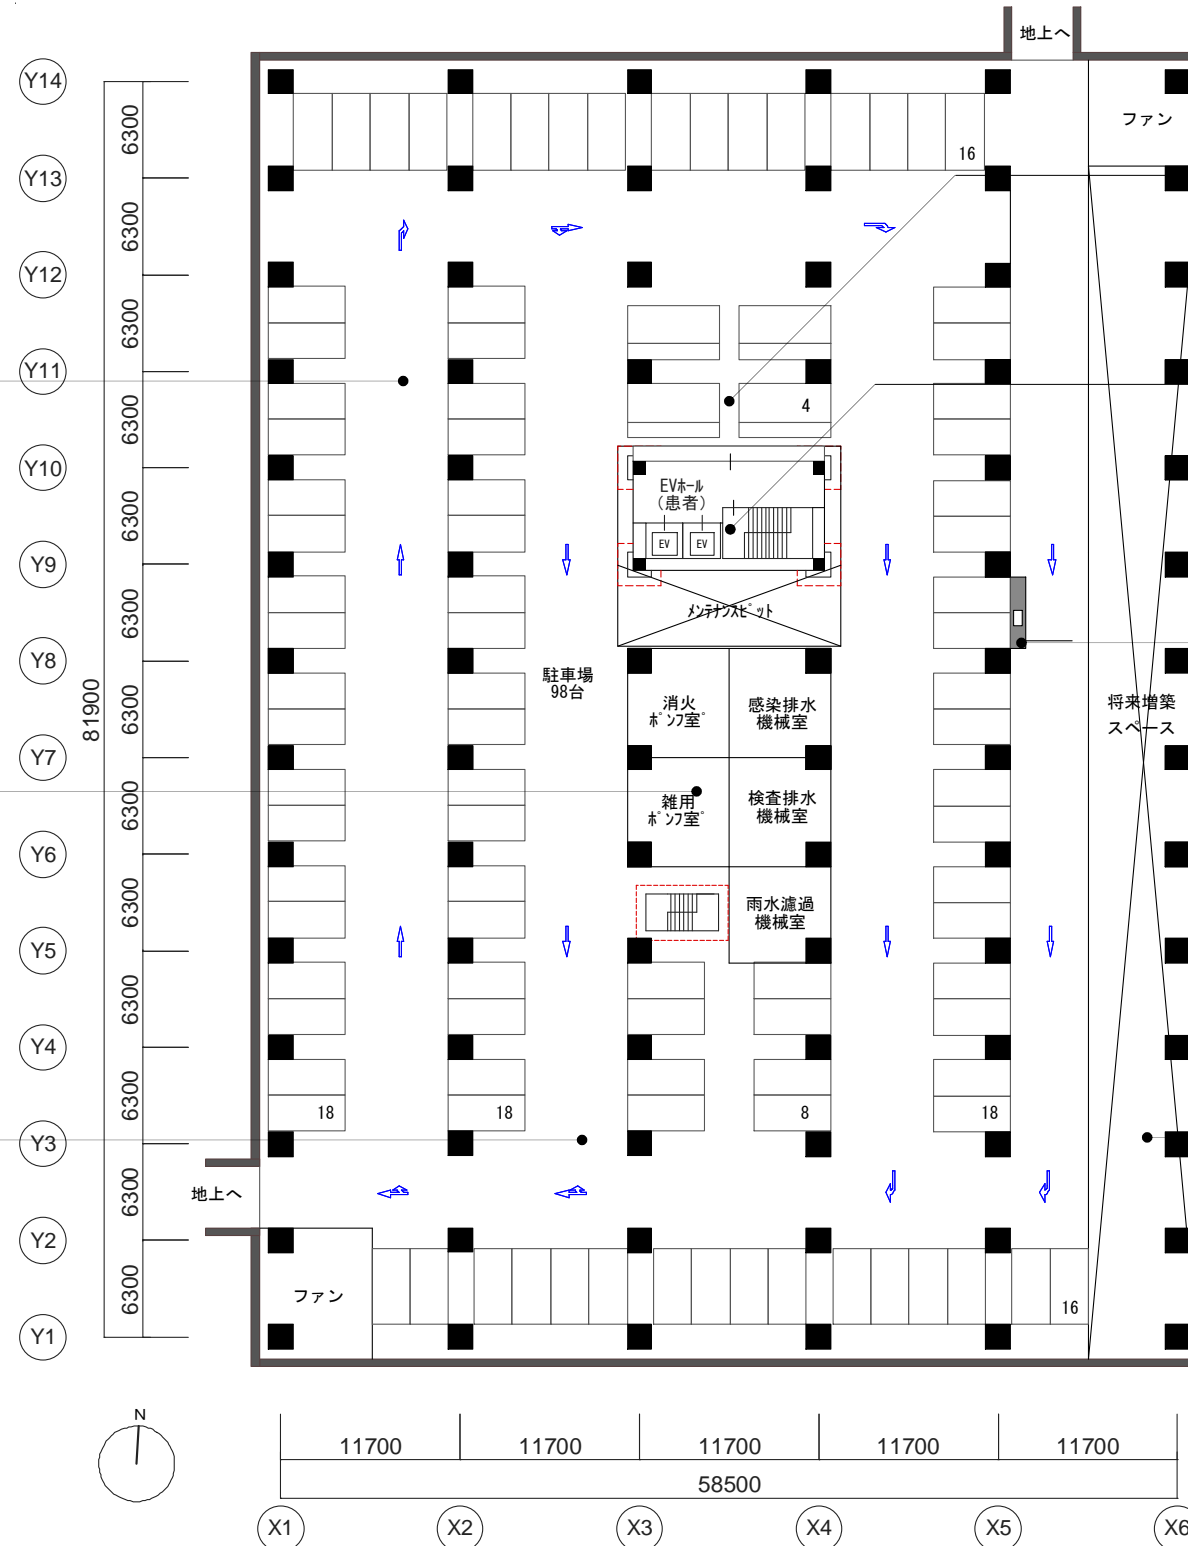 地上へ
Y14
ファン
6300
16
Y13
6300
Y12
6300
Y11
4
6300
Y10
EVホール
(患者)
6300
EV
EV
Y9
メンテナンスピット
6300
Y8
駐車場
98台
消火
ポンプ室
感染排水
機械室
将来増築
スペース
81900
6300
Y7
雑用
ポンプ室
検査排水
機械室
6300
Y6
雨水濾過
機械室
6300
Y5
6300
Y4
6300
18
18
8
18
Y3
地上へ
6300
Y2
ファン
6300
16
Y1
N
11700
11700
11700
11700
11700
58500
X1
X2
X3
X4
X5
X6